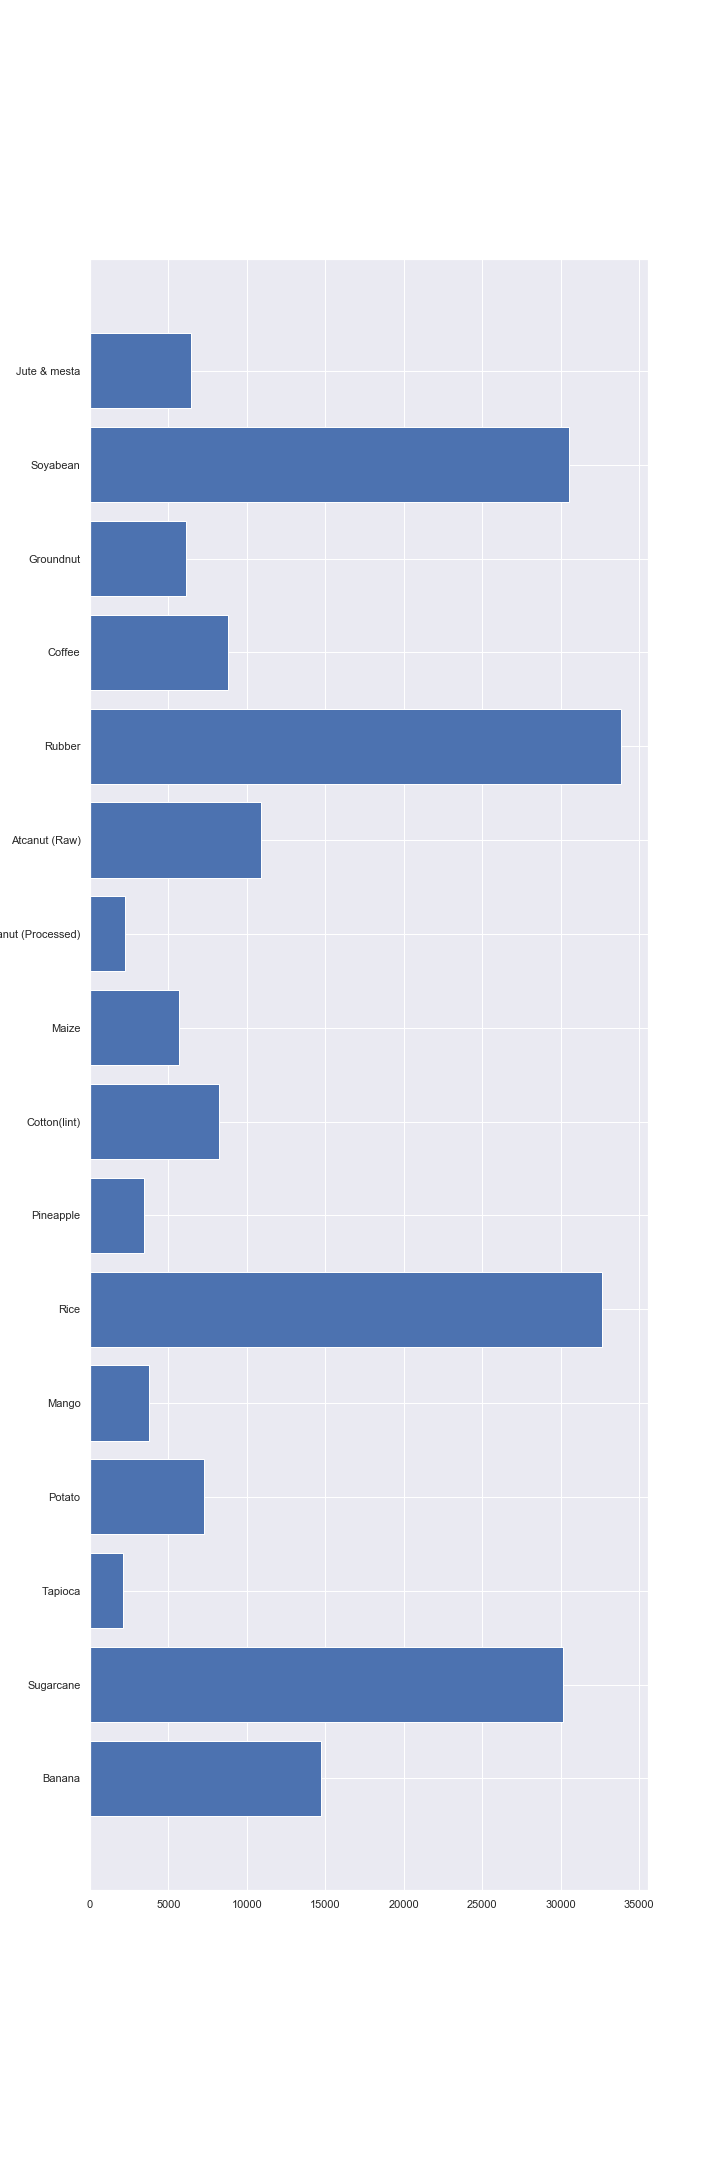 Jute & mesta
Soyabean
Groundnut
Coffee
Rubber
Atcanut (Raw)
(Processed)
Maize
Cotton(lint)
Pineapple
Rice
Mango
Potato
Tapioca
Sugarcane
Banana
0 5000 10000 15000 20000 25000 30000 35000